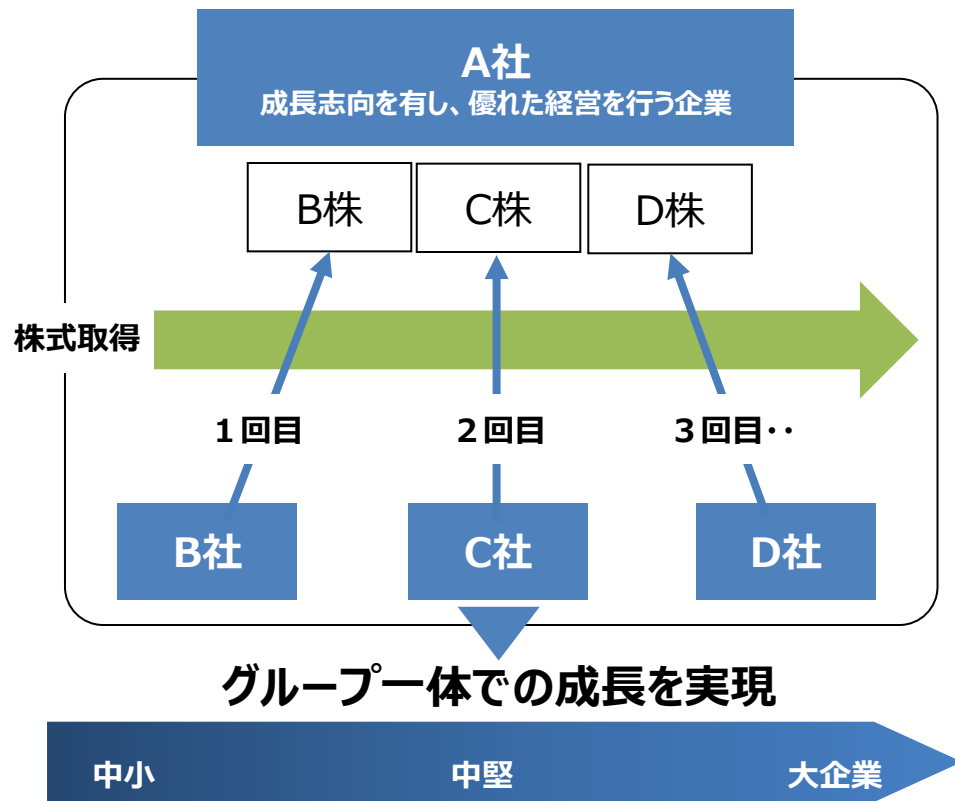 A社
成長志向を有し、優れた経営を行う企業
B株
C株
D株
株式取得
1回目
2回目
3回目‥
B社
C社
D社
グループ一体での成長を実現
中小
中堅
大企業